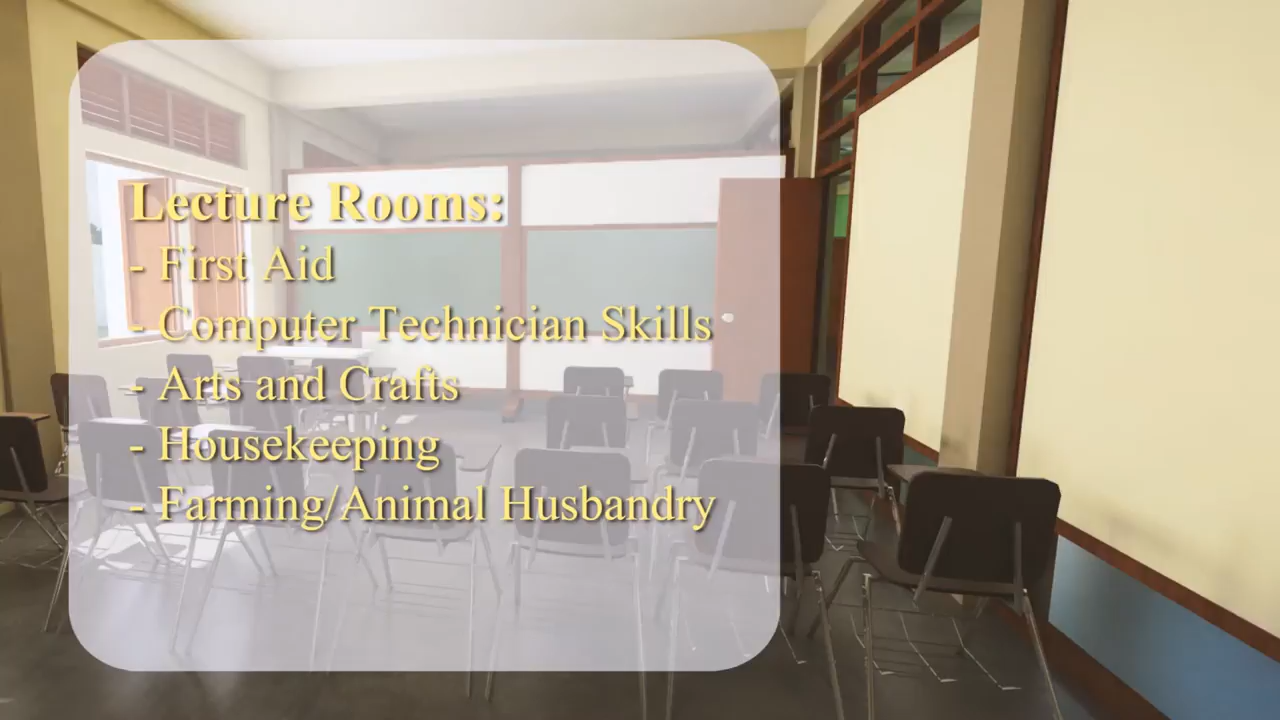 Lecture Rooms:
- First Aid
- Computer Technician Skills
- Arts and Crafts
- Housekeeping
- Farming/Animal Husbandry